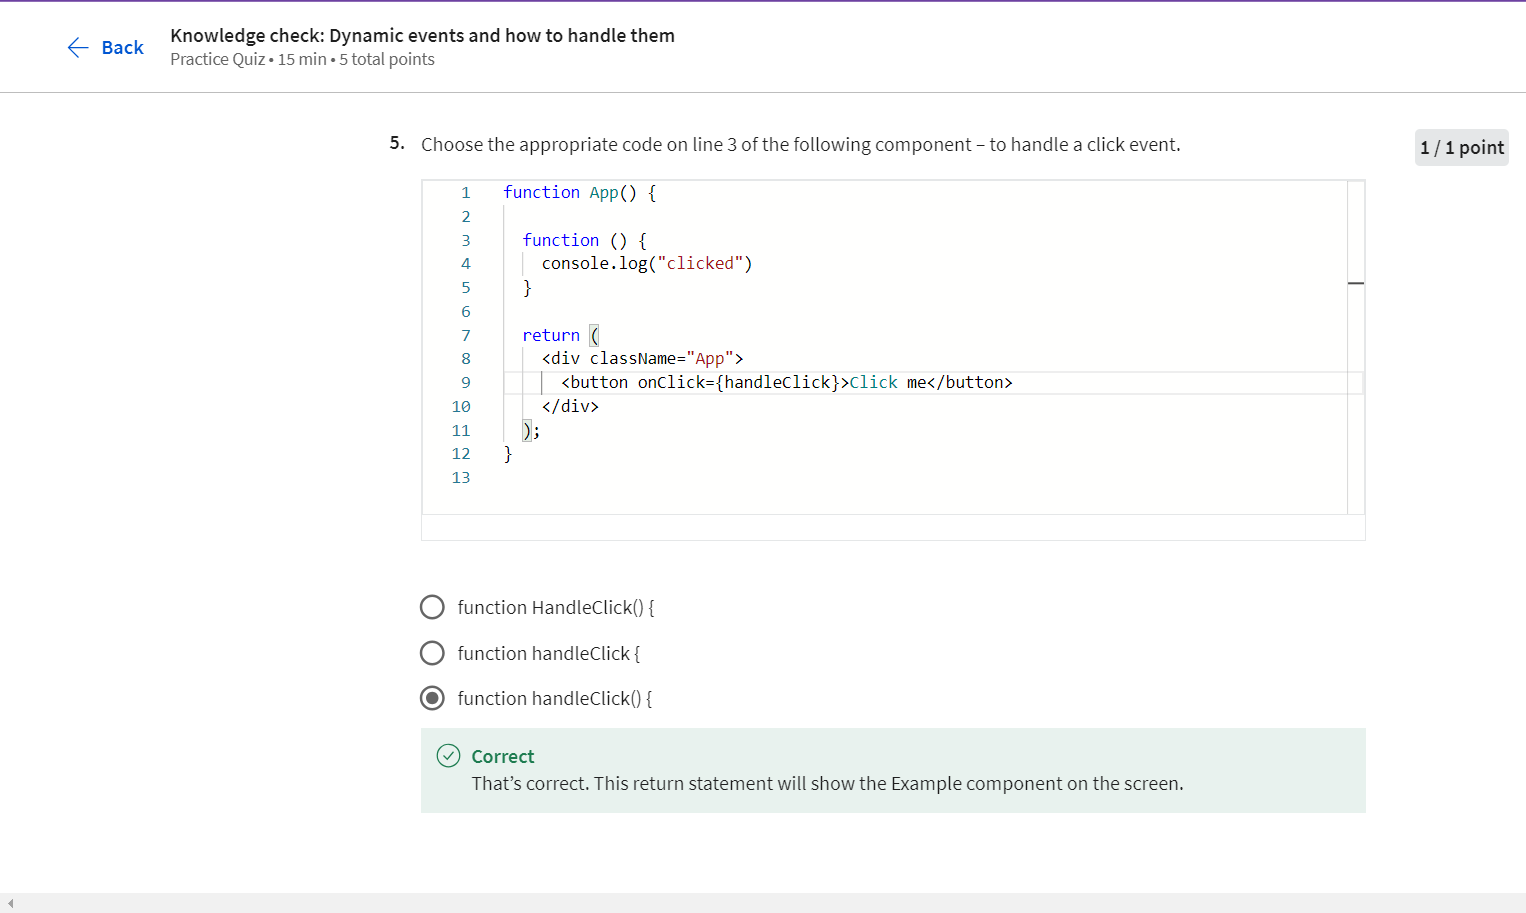 Back
Knowledge check: Dynamic events and how to handle them
Practice Quiz • 15 min • 5 total points
5. Choose the appropriate code on line 3 of the following component – to handle a click event.
1 / 1 point
1 function App() {
2
3 function () {
4 console.log("clicked")
5 }
6
7 return (
8 <div className="App">
9 <button onClick={handleClick}>Click me</button>
10 </div>
11 );
12 }
13
function HandleClick() {
function handleClick {
function handleClick() {
Correct
That’s correct. This return statement will show the Example component on the screen.